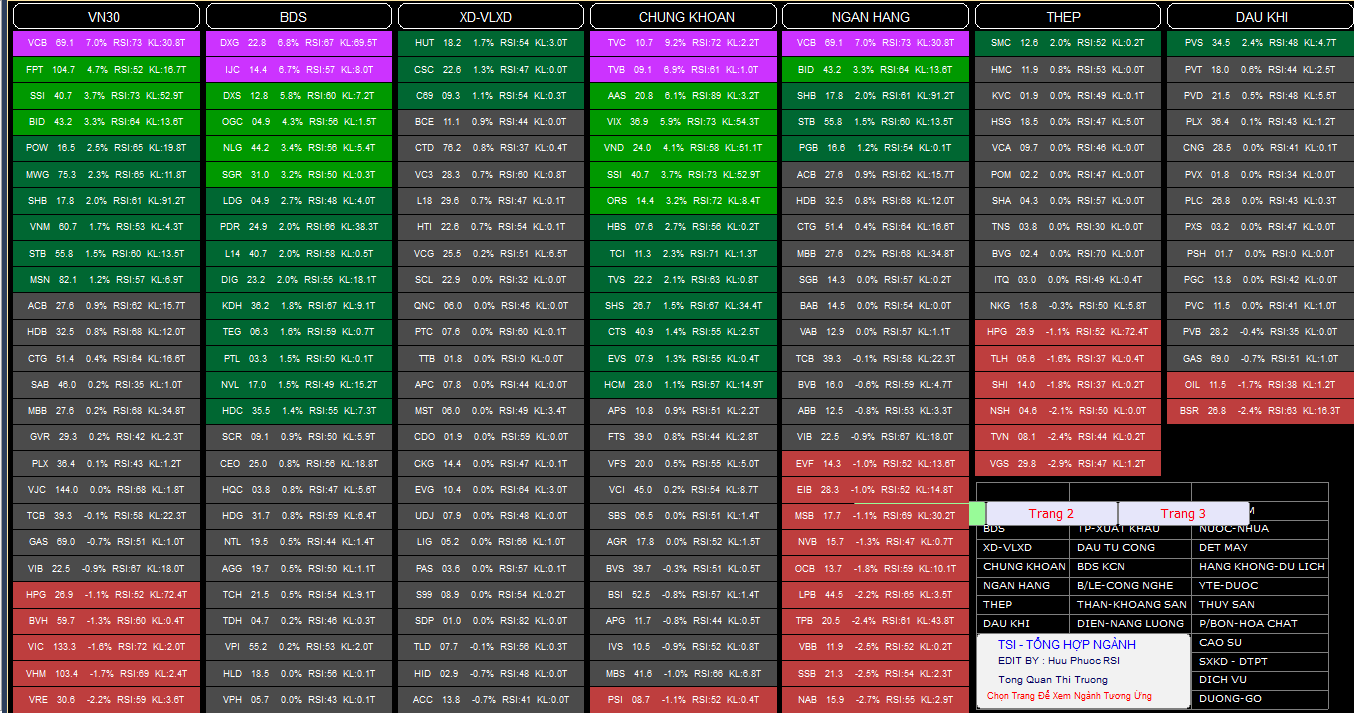 VN30
VCB 69.1 7.0% RSI:73 KL:30.8T
FPT 104.7 4.7% RSI:52 KL:16.7T
SSI 40.7 3.7% RSI:73 KL:52.9T
BID 43.2 3.3% RSI:64 KL:13.6T
POW 16.5 2.5% RSI:65 KL:19.8T
MWG 75.3 2.3% RSI:65 KL:11.8T
SHB 17.8 2.0% RSI:61 KL:91.2T
VNM 60.7 1.7% RSI:53 KL:4.3T
STB 55.8 1.5% RSI:60 KL:13.5T
MSN 82.1 1.2% RSI:57 KL:6.9T
ACB 27.6 0.9% RSI:62 KL:15.7T
HDB 32.5 0.8% RSI:68 KL:12.0T
CTG 51.4 0.4% RSI:64 KL:16.6T
SAB 46.0 0.2% RSI:35 KL:1.0T
MBB 27.6 0.2% RSI:68 KL:34.8T
GVR 29.3 0.2% RSI:42 KL:2.3T
PLX 36.4 0.1% RSI:43 KL:1.2T
VJC 144.0 0.0% RSI:68 KL:1.8T
TCB 39.3 -0.1% RSI:58 KL:22.3T
GAS 69.0 -0.7% RSI:51 KL:1.0T
VIB 22.5 -0.9% RSI:67 KL:18.0T
HPG 26.9 -1.1% RSI:52 KL:72.4T
BVH 59.7 -1.3% RSI:60 KL:0.4T
VIC 133.3 -1.6% RSI:72 KL:2.0T
VHM 103.4 -1.7% RSI:69 KL:2.4T
VRE 30.6 -2.2% RSI:59 KL:3.6T
BDS
DXG 22.8 6.8% RSI:67 KL:69.5T
IJC 14.4 6.7% RSI:57 KL:8.0T
DXS 12.8 5.8% RSI:60 KL:7.2T
OGC 04.9 4.3% RSI:56 KL:1.5T
NLG 44.2 3.4% RSI:56 KL:5.4T
SGR 31.0 3.2% RSI:50 KL:0.3T
LDG 04.9 2.7% RSI:48 KL:4.0T
PDR 24.9 2.0% RSI:66 KL:38.3T
L14 40.7 2.0% RSI:58 KL:0.5T
DIG 23.2 2.0% RSI:55 KL:18.1T
KDH 36.2 1.8% RSI:67 KL:9.1T
TEG 06.3 1.6% RSI:59 KL:0.7T
PTL 03.3 1.5% RSI:50 KL:0.1T
NVL 17.0 1.5% RSI:49 KL:15.2T
HDC 35.5 1.4% RSI:55 KL:7.3T
SCR 09.1 0.9% RSI:50 KL:5.9T
CEO 25.0 0.8% RSI:56 KL:18.8T
HQC 03.8 0.8% RSI:47 KL:5.6T
HDG 31.7 0.8% RSI:59 KL:6.4T
NTL 19.5 0.5% RSI:44 KL:1.4T
AGG 19.7 0.5% RSI:50 KL:1.1T
TCH 21.5 0.5% RSI:54 KL:9.1T
TDH 04.7 0.2% RSI:46 KL:0.3T
VPI 55.2 0.2% RSI:53 KL:2.0T
HLD 18.5 0.0% RSI:56 KL:0.1T
VPH 05.7 0.0% RSI:43 KL:0.1T
XD-VLXD
HUT 18.2 1.7% RSI:54 KL:3.0T
CSC 22.6 1.3% RSI:47 KL:0.0T
C69 09.3 1.1% RSI:54 KL:0.3T
BCE 11.1 0.9% RSI:44 KL:0.0T
CTD 76.2 0.8% RSI:37 KL:0.4T
VC3 28.3 0.7% RSI:60 KL:0.8T
L18 29.6 0.7% RSI:47 KL:0.1T
HTI 22.6 0.7% RSI:54 KL:0.1T
VCG 25.5 0.2% RSI:51 KL:6.5T
SCL 22.9 0.0% RSI:32 KL:0.0T
QNC 06.0 0.0% RSI:45 KL:0.0T
PTC 07.6 0.0% RSI:60 KL:0.1T
TTB 01.8 0.0% RSI:0 KL:0.0T
APC 07.8 0.0% RSI:44 KL:0.0T
MST 06.0 0.0% RSI:49 KL:3.4T
CDO 01.9 0.0% RSI:59 KL:0.0T
CKG 14.4 0.0% RSI:47 KL:0.1T
EVG 10.4 0.0% RSI:64 KL:3.0T
UDJ 07.9 0.0% RSI:48 KL:0.0T
LIG 05.2 0.0% RSI:66 KL:1.0T
PAS 03.6 0.0% RSI:57 KL:0.1T
S99 08.9 0.0% RSI:54 KL:0.2T
SDP 01.0 0.0% RSI:82 KL:0.0T
TLD 07.7 -0.1% RSI:56 KL:0.3T
HID 02.9 -0.7% RSI:48 KL:0.0T
ACC 13.8 -0.7% RSI:41 KL:0.0T
CHUNG KHOAN
TVC 10.7 9.2% RSI:72 KL:2.2T
TVB 09.1 6.9% RSI:61 KL:1.0T
AAS 20.8 6.1% RSI:89 KL:3.2T
VIX 36.9 5.9% RSI:73 KL:54.3T
VND 24.0 4.1% RSI:58 KL:51.1T
SSI 40.7 3.7% RSI:73 KL:52.9T
ORS 14.4 3.2% RSI:72 KL:8.4T
HBS 07.6 2.7% RSI:56 KL:0.2T
TCI 11.3 2.3% RSI:71 KL:1.3T
TVS 22.2 2.1% RSI:63 KL:0.8T
SHS 26.7 1.5% RSI:67 KL:34.4T
CTS 40.9 1.4% RSI:55 KL:2.5T
EVS 07.9 1.3% RSI:55 KL:0.4T
HCM 28.0 1.1% RSI:57 KL:14.9T
APS 10.8 0.9% RSI:51 KL:2.2T
FTS 39.0 0.8% RSI:44 KL:2.8T
VFS 20.0 0.5% RSI:55 KL:5.0T
VCI 45.0 0.2% RSI:54 KL:8.7T
SBS 06.5 0.0% RSI:51 KL:1.4T
AGR 17.8 0.0% RSI:52 KL:1.5T
BVS 39.7 -0.3% RSI:51 KL:0.5T
BSI 52.5 -0.8% RSI:57 KL:1.4T
APG 11.7 -0.8% RSI:44 KL:0.5T
IVS 10.5 -0.9% RSI:52 KL:0.8T
MBS 41.6 -1.0% RSI:66 KL:6.8T
PSI 08.7 -1.1% RSI:52 KL:0.4T
NGAN HANG
VCB 69.1 7.0% RSI:73 KL:30.8T
BID 43.2 3.3% RSI:64 KL:13.6T
SHB 17.8 2.0% RSI:61 KL:91.2T
STB 55.8 1.5% RSI:60 KL:13.5T
PGB 16.6 1.2% RSI:54 KL:0.1T
ACB 27.6 0.9% RSI:62 KL:15.7T
HDB 32.5 0.8% RSI:68 KL:12.0T
CTG 51.4 0.4% RSI:64 KL:16.6T
MBB 27.6 0.2% RSI:68 KL:34.8T
SGB 14.3 0.0% RSI:57 KL:0.2T
BAB 14.5 0.0% RSI:54 KL:0.0T
VAB 12.9 0.0% RSI:57 KL:1.1T
TCB 39.3 -0.1% RSI:58 KL:22.3T
BVB 16.0 -0.6% RSI:59 KL:4.7T
ABB 12.5 -0.8% RSI:53 KL:3.3T
VIB 22.5 -0.9% RSI:67 KL:18.0T
EVF 14.3 -1.0% RSI:52 KL:13.6T
EIB 28.3 -1.0% RSI:52 KL:14.8T
MSB 17.7 -1.1% RSI:69 KL:30.2T
NVB 15.7 -1.3% RSI:47 KL:0.7T
OCB 13.7 -1.8% RSI:59 KL:10.1T
LPB 44.5 -2.2% RSI:65 KL:3.5T
TPB 20.5 -2.4% RSI:61 KL:43.8T
VBB 11.9 -2.5% RSI:52 KL:0.2T
SSB 21.3 -2.5% RSI:54 KL:2.3T
NAB 15.9 -2.7% RSI:55 KL:2.9T
THEP
SMC 12.6 2.0% RSI:52 KL:0.2T
HMC 11.9 0.8% RSI:53 KL:0.0T
KVC 01.9 0.0% RSI:49 KL:0.1T
HSG 18.5 0.0% RSI:47 KL:5.0T
VCA 09.7 0.0% RSI:46 KL:0.0T
POM 02.2 0.0% RSI:47 KL:0.0T
SHA 04.3 0.0% RSI:57 KL:0.0T
TNS 03.8 0.0% RSI:30 KL:0.0T
BVG 02.4 0.0% RSI:70 KL:0.0T
ITQ 03.0 0.0% RSI:49 KL:0.4T
NKG 15.8 -0.3% RSI:50 KL:5.8T
HPG 26.9 -1.1% RSI:52 KL:72.4T
TLH 05.6 -1.6% RSI:37 KL:0.4T
SHI 14.0 -1.8% RSI:37 KL:0.2T
NSH 04.6 -2.1% RSI:50 KL:0.0T
TVN 08.1 -2.4% RSI:44 KL:0.2T
VGS 29.8 -2.9% RSI:47 KL:1.2T
DAU KHI
PVS 34.5 2.4% RSI:48 KL:4.7T
PVT 18.0 0.6% RSI:44 KL:2.5T
PVD 21.5 0.5% RSI:48 KL:5.5T
PLX 36.4 0.1% RSI:43 KL:1.2T
CNG 28.5 0.0% RSI:41 KL:0.1T
PVX 01.8 0.0% RSI:34 KL:0.0T
PLC 26.8 0.0% RSI:43 KL:0.3T
PXS 03.2 0.0% RSI:47 KL:0.0T
PSH 01.7 0.0% RSI:0 KL:0.0T
PGC 13.8 0.0% RSI:42 KL:0.0T
PVC 11.5 0.0% RSI:41 KL:1.0T
PVB 28.2 -0.4% RSI:35 KL:0.0T
GAS 69.0 -0.7% RSI:51 KL:1.0T
OIL 11.5 -1.7% RSI:38 KL:1.2T
BSR 26.8 -2.4% RSI:63 KL:16.3T
Trang 2 Trang 3
BDS TP-XUAT KHAU NUOC-NHUA
XD-VLXD DAU TU CONG DET MAY
CHUNG KHOAN BDS KCN HANG KHONG-DU LICH
NGAN HANG B/LE-CONG NGHE YTE-DUOC
THEP THAN-KHOANG SAN THUY SAN
DAU KHI DIEN-NANG LUONG P/BON-HOA CHAT
CAO SU
SXKD - DTPT
DICH VU
DUONG-GO
TSI - TỔNG HỢP NGÀNH
EDIT BY : Huu Phuoc RSI
Tong Quan Thi Truong
Chọn Trang Để Xem Ngành Tương Ứng